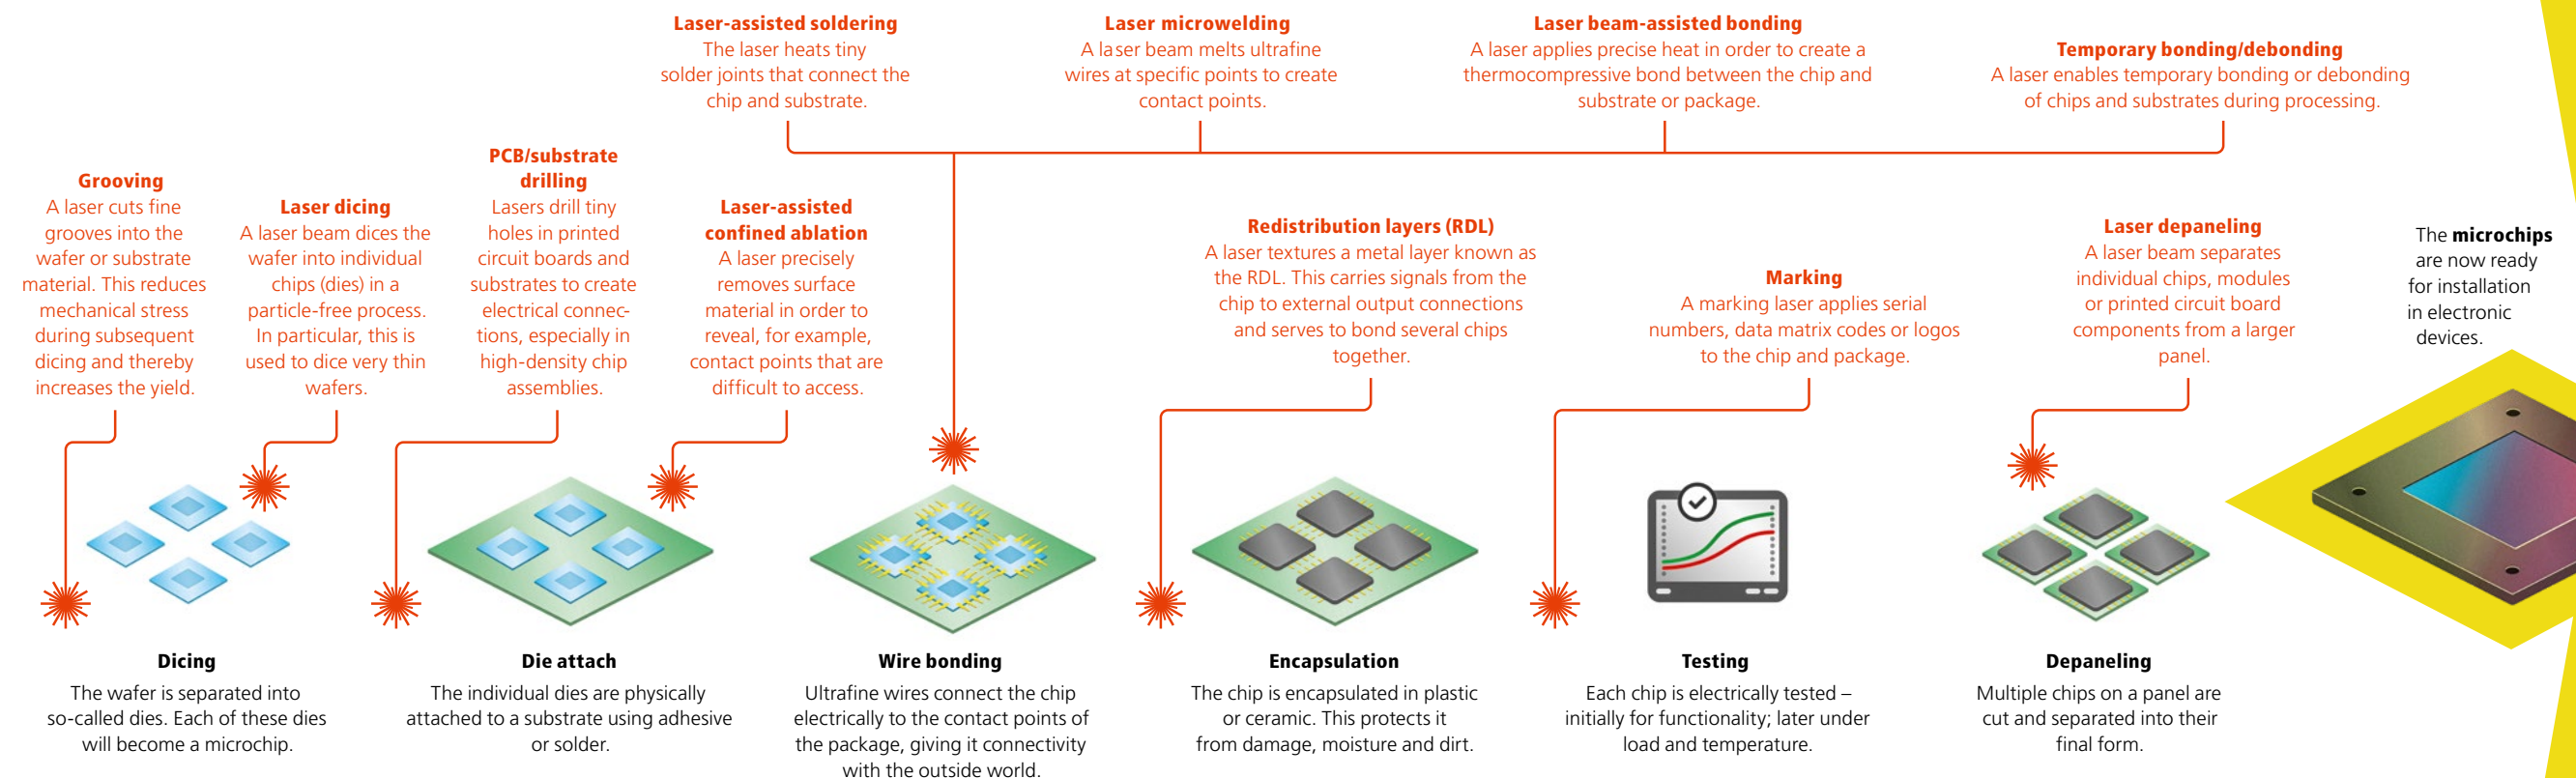 Laser-assisted soldering
The laser heats tiny
solder joints that connect the
chip and substrate.
Laser microwelding
A laser beam melts ultrafine
wires at specific points to create
contact points.
Laser beam-assisted bonding
A laser applies precise heat in order to create a
thermocompressive bond between the chip and
substrate or package.
Temporary bonding/debonding
A laser enables temporary bonding or debonding
of chips and substrates during processing.
Grooving
A laser cuts fine
grooves into the
wafer or substrate
material. This reduces
mechanical stress
during subsequent
dicing and thereby
increases the yield.
Laser dicing
A laser beam dices the
wafer into individual
chips (dies) in a
particle-free process.
In particular, this is
used to dice very thin
wafers.
PCB/substrate
drilling
Lasers drill tiny
holes in printed
circuit boards and
substrates to create
electrical connec-
tions, especially in
high-density chip
assemblies.
Laser-assisted
confined ablation
A laser precisely
removes surface
material in order to
reveal, for example,
contact points that are
difficult to access.
Redistribution layers (RDL)
A laser textures a metal layer known as
the RDL. This carries signals from the
chip to external output connections
and serves to bond several chips
together.
Marking
A marking laser applies serial
numbers, data matrix codes or logos
to the chip and package.
Laser depaneling
A laser beam separates
individual chips, modules
or printed circuit board
components from a larger
panel.
The microchips
are now ready
for installation
in electronic
devices.
Dicing
The wafer is separated into
so-called dies. Each of these dies
will become a microchip.
Die attach
The individual dies are physically
attached to a substrate using adhesive
or solder.
Wire bonding
Ultrafine wires connect the chip
electrically to the contact points of
the package, giving it connectivity
with the outside world.
Encapsulation
The chip is encapsulated in plastic
or ceramic. This protects it
from damage, moisture and dirt.
Testing
Each chip is electrically tested –
initially for functionality; later under
load and temperature.
Depaneling
Multiple chips on a panel are
cut and separated into their
final form.